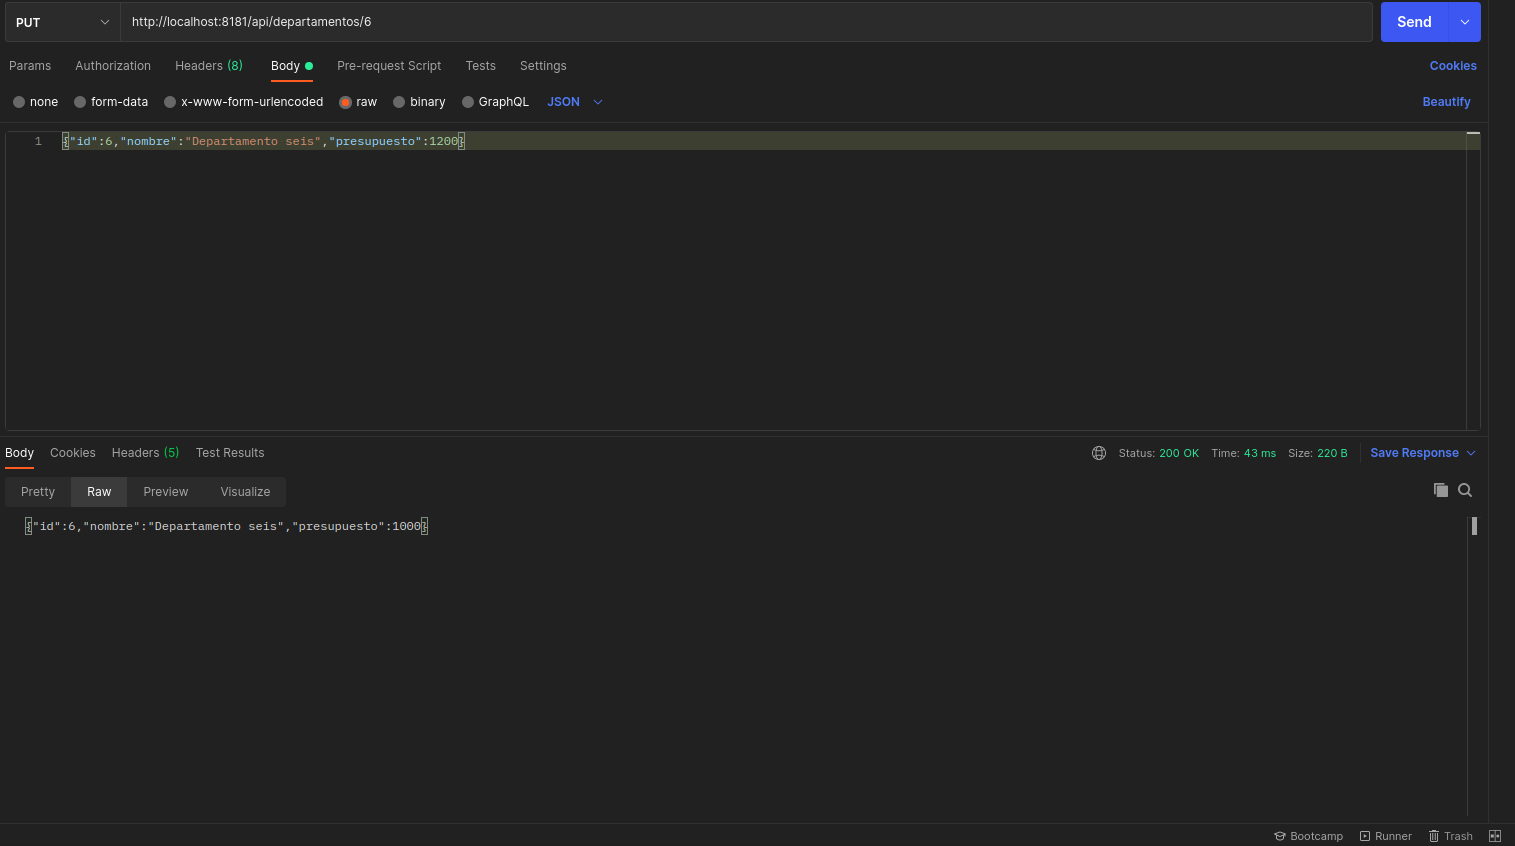 PUT http://localhost:8181/api/departamentos/6 Send
Params Authorization Headers (8) Body Pre-request Script Tests Settings Cookies
none form-data x-www-form-urlencoded raw binary GraphQL JSON Beautify
1 {"id":6,"nombre":"Departamento seis","presupuesto":1200}
Body Cookies Headers (5) Test Results Status: 200 OK Time: 43 ms Size: 220 B Save Response
Pretty Raw Preview Visualize
{"id":6,"nombre":"Departamento seis","presupuesto":1000}
Bootcamp Runner Trash